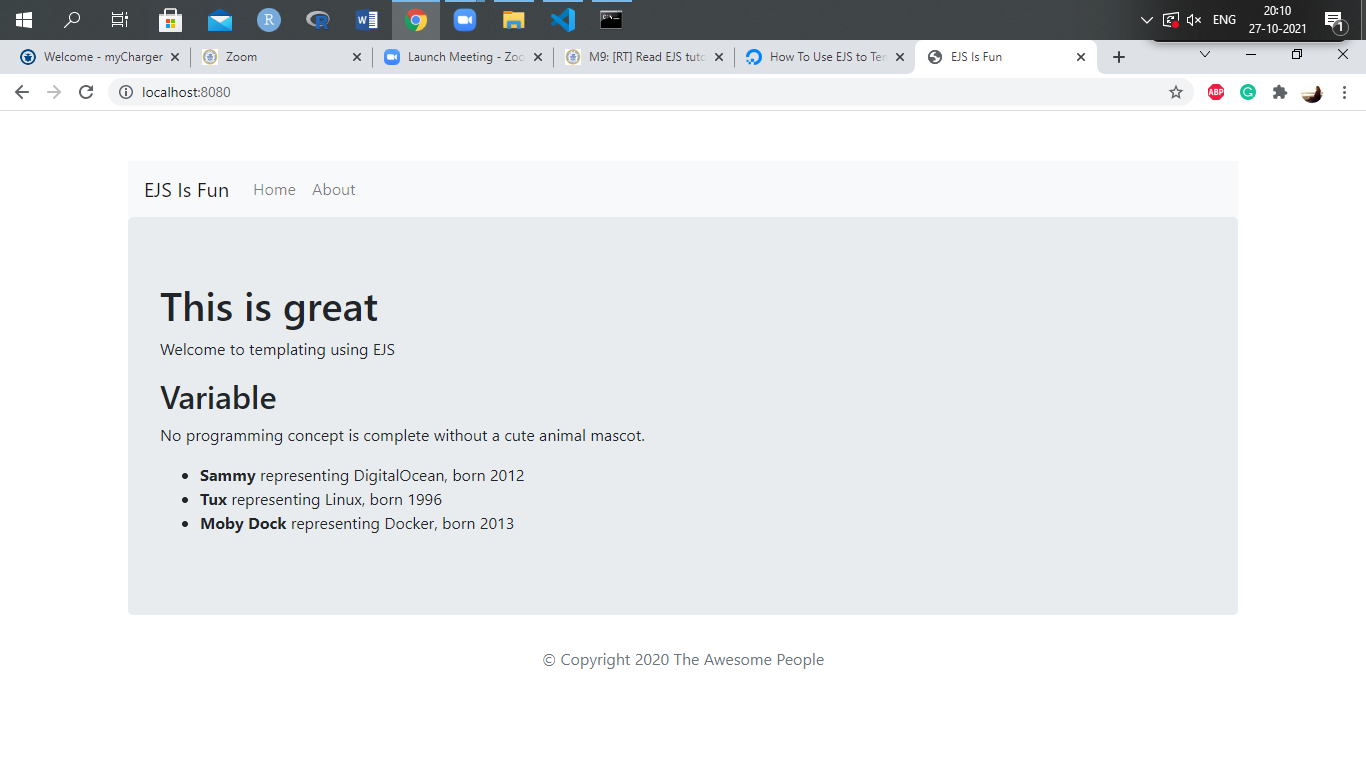 ENG
20:10
27-10-2021
1
Welcome - myCharger
Zoom
Launch Meeting - Zoo
M9: [RT] Read EJS tuto
How To Use EJS to Ten
EJS Is Fun
localhost:8080
ABP
EJS Is Fun Home About
This is great
Welcome to templating using EJS
Variable
No programming concept is complete without a cute animal mascot.
• Sammy representing DigitalOcean, born 2012
• Tux representing Linux, born 1996
• Moby Dock representing Docker, born 2013
© Copyright 2020 The Awesome People